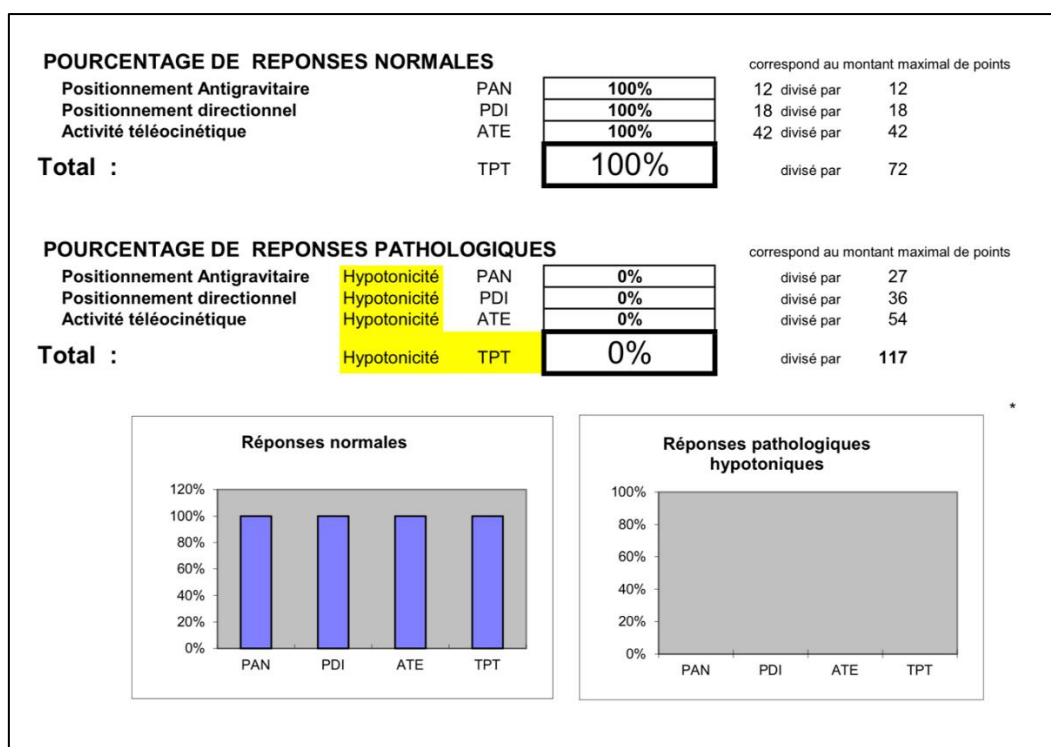 POURCENTAGE DE REPONSES NORMALES correspond au montant maximal de points
Positionnement Antigravitaire PAN 100% 12 divisé par 12
Positionnement directionnel PDI 100% 18 divisé par 18
Activité téléocinétique ATE 100% 42 divisé par 42
Total : TPT 100% divisé par 72
POURCENTAGE DE REPONSES PATHOLOGIQUES correspond au montant maximal de points
Positionnement Antigravitaire Hypotonicité PAN 0% divisé par 27
Positionnement directionnel Hypotonicité PDI 0% divisé par 36
Activité téléocinétique Hypotonicité ATE 0% divisé par 54
Total : Hypotonicité TPT 0% divisé par 117
*
Réponses normales
120%
100%
80%
60%
40%
20%
0%
PAN PDI ATE TPT
Réponses pathologiques
hypotoniques
100%
80%
60%
40%
20%
0%
PAN PDI ATE TPT